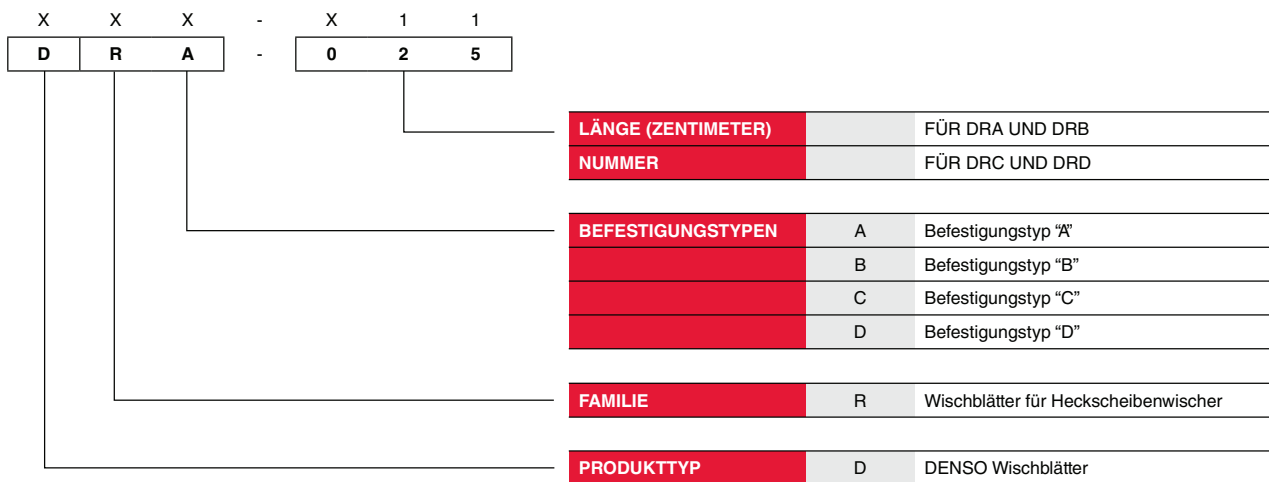 X X X - X 1 1
D R A - 0 2 5
LÄNGE (ZENTIMETER) FÜR DRA UND DRB
NUMMER FÜR DRC UND DRD
BEFESTIGUNGSTYPEN A Befestigungstyp “A”
B Befestigungstyp “B”
C Befestigungstyp “C”
D Befestigungstyp “D”
FAMILIE R Wischblätter für Heckscheibenwischer
PRODUKTTYP D DENSO Wischblätter